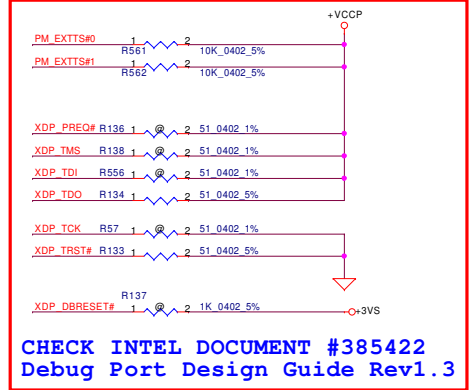 +VCCP
PM_EXTTS#0 1 2
R561 10K_0402_5%
PM_EXTTS#1 1 2
R562 10K_0402_5%
XDP_PREQ# R136 1 @ 2 51_0402_1%
XDP_TMS R138 1 @ 2 51_0402_1%
XDP_TDI R556 1 @ 2 51_0402_1%
XDP_TDO R134 1 2 51_0402_5%
XDP_TCK R57 1 @ 2 51_0402_1%
XDP_TRST# R133 1 2 51_0402_5%
R137
XDP_DBRESET# 1 @ 2 1K_0402_5% +3VS
CHECK INTEL DOCUMENT #385422
Debug Port Design Guide Rev1.3